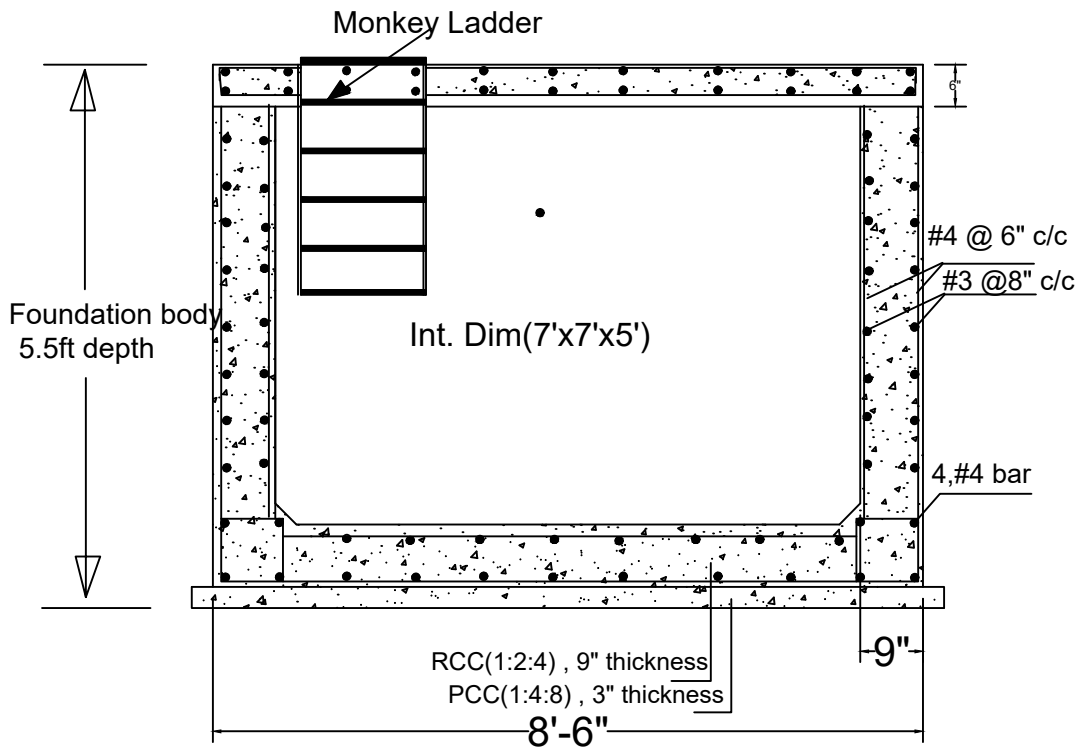 Monkey Ladder
6"
#4 @ 6" c/c
#3 @8" c/c
Foundation body
5.5ft depth
Int. Dim(7'x7'x5')
4,#4 bar
9"
RCC(1:2:4) , 9" thickness
PCC(1:4:8) , 3" thickness
8'-6"